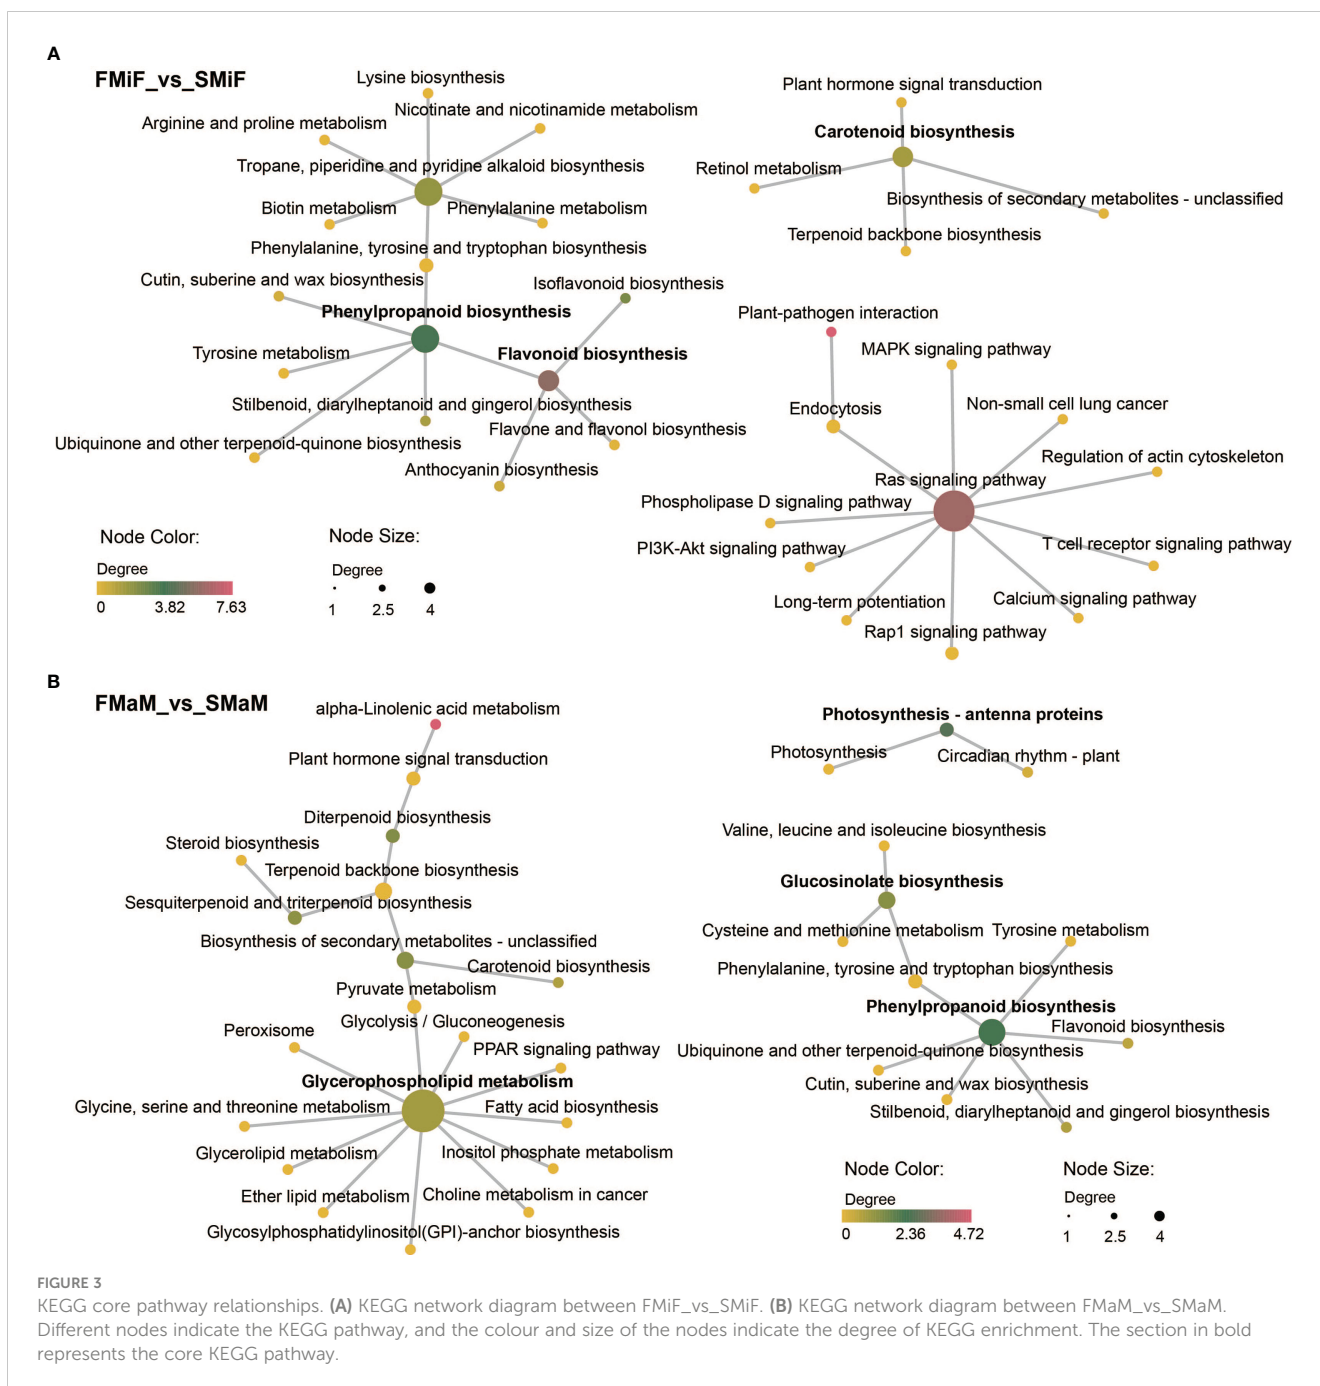 A
FMiF_vs_SMiF
Lysine biosynthesis
Nicotinate and nicotinamide metabolism
Arginine and proline metabolism
Tropane, piperidine and pyridine alkaloid biosynthesis
Biotin metabolism
Phenylalanine metabolism
Phenylalanine, tyrosine and tryptophan biosynthesis
Cutin, suberine and wax biosynthesis
Isoflavonoid biosynthesis
Phenylpropanoid biosynthesis
Tyrosine metabolism
Flavonoid biosynthesis
Stilbenoid, diarylheptanoid and gingerol biosynthesis
Flavone and flavonol biosynthesis
Ubiquinone and other terpenoid-quinone biosynthesis
Anthocyanin biosynthesis
Plant hormone signal transduction
Carotenoid biosynthesis
Retinol metabolism
Biosynthesis of secondary metabolites - unclassified
Terpenoid backbone biosynthesis
Plant-pathogen interaction
MAPK signaling pathway
Endocytosis
Non-small cell lung cancer
Regulation of actin cytoskeleton
Ras signaling pathway
Phospholipase D signaling pathway
PI3K-Akt signaling pathway
T cell receptor signaling pathway
Long-term potentiation
Calcium signaling pathway
Rap1 signaling pathway
Node Color:
Degree
0 3.82 7.63
Node Size:
Degree
1 2.5 4
B
FMaM_vs_SMaM
alpha-Linolenic acid metabolism
Plant hormone signal transduction
Diterpenoid biosynthesis
Steroid biosynthesis
Terpenoid backbone biosynthesis
Sesquiterpenoid and triterpenoid biosynthesis
Biosynthesis of secondary metabolites - unclassified
Carotenoid biosynthesis
Pyruvate metabolism
Peroxisome
Glycolysis / Gluconeogenesis
PPAR signaling pathway
Glycerophospholipid metabolism
Glycine, serine and threonine metabolism
Fatty acid biosynthesis
Glycerolipid metabolism
Inositol phosphate metabolism
Ether lipid metabolism
Choline metabolism in cancer
Glycosylphosphatidylinositol(GPI)-anchor biosynthesis
Photosynthesis - antenna proteins
Photosynthesis
Circadian rhythm - plant
Valine, leucine and isoleucine biosynthesis
Glucosinolate biosynthesis
Cysteine and methionine metabolism
Tyrosine metabolism
Phenylalanine, tyrosine and tryptophan biosynthesis
Phenylpropanoid biosynthesis
Flavonoid biosynthesis
Ubiquinone and other terpenoid-quinone biosynthesis
Cutin, suberine and wax biosynthesis
Stilbenoid, diarylheptanoid and gingerol biosynthesis
Node Color:
Degree
0 2.36 4.72
Node Size:
Degree
1 2.5 4
FIGURE 3
KEGG core pathway relationships. (A) KEGG network diagram between FMiF_vs_SMiF. (B) KEGG network diagram between FMaM_vs_SMaM.
Different nodes indicate the KEGG pathway, and the colour and size of the nodes indicate the degree of KEGG enrichment. The section in bold
represents the core KEGG pathway.